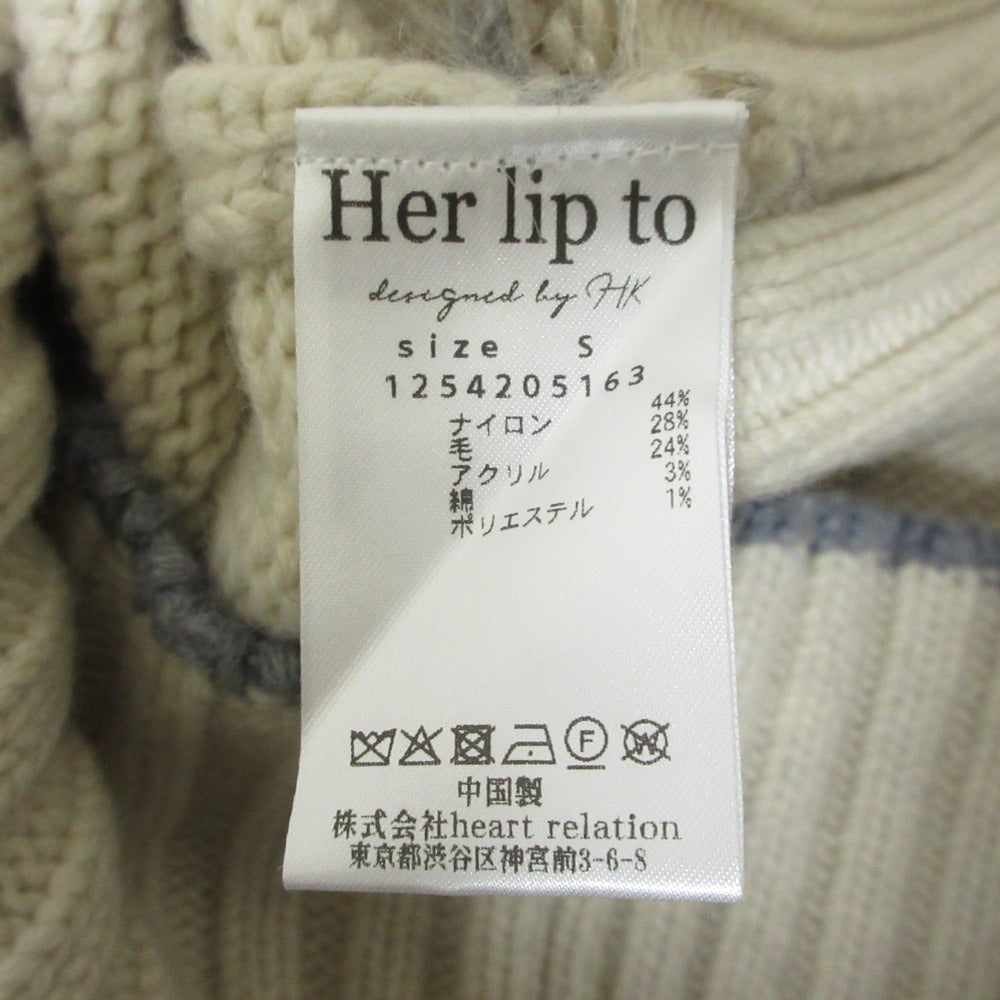 Her lip to
designed by HK
size S
1254205163
ナイロン 44%
毛 28%
アクリル 24%
綿 3%
ポリエステル 1%
F
W
中国製
株式会社heart relation
東京都渋谷区神宮前3-6-8